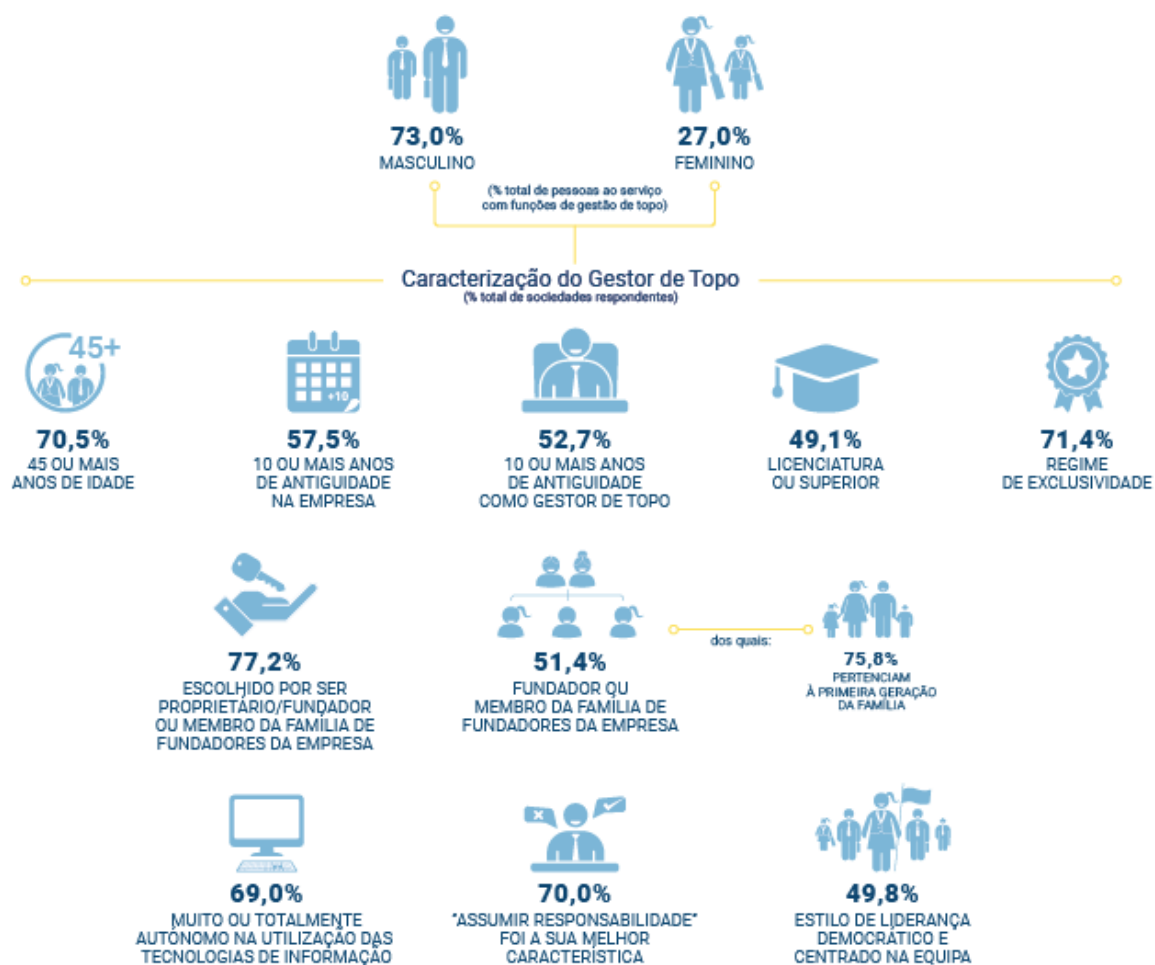 73,0%
MASCULINO
27,0%
FEMININO
(% total de pessoas ao serviço
com funções de gestão de topo)
Caracterização do Gestor de Topo
(% total de sociedades respondentes)
45+
70,5%
45 OU MAIS
ANOS DE IDADE
+10
57,5%
10 OU MAIS ANOS
DE ANTIGUIDADE
NA EMPRESA
52,7%
10 OU MAIS ANOS
DE ANTIGUIDADE
COMO GESTOR DE TOPO
49,1%
LICENCIATURA
OU SUPERIOR
71,4%
REGIME
DE EXCLUSIVIDADE
77,2%
ESCOLHIDO POR SER
PROPRIETÁRIO/FUNDADOR
OU MEMBRO DA FAMÍLIA DE
FUNDADORES DA EMPRESA
51,4%
FUNDADOR OU
MEMBRO DA FAMÍLIA DE
FUNDADORES DA EMPRESA
dos quais:
75,8%
PERTENCIAM
À PRIMEIRA GERAÇÃO
DA FAMÍLIA
69,0%
MUITO OU TOTALMENTE
AUTÓNOMO NA UTILIZAÇÃO DAS
TECNOLOGIAS DE INFORMAÇÃO
70,0%
"ASSUMIR RESPONSABILIDADE"
FOI A SUA MELHOR
CARACTERÍSTICA
49,8%
ESTILO DE LIDERANÇA
DEMOCRÁTICO E
CENTRADO NA EQUIPA